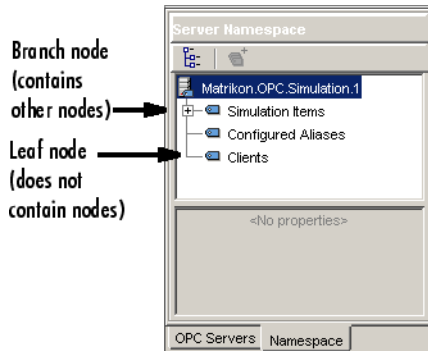 Server Namespace
Branch node
(contains
other nodes)
Leaf node
(does not
contain nodes)
Matrikon.OPC.Simulation.1
Simulation Items
Configured Aliases
Clients
<No properties>
OPC Servers
Namespace